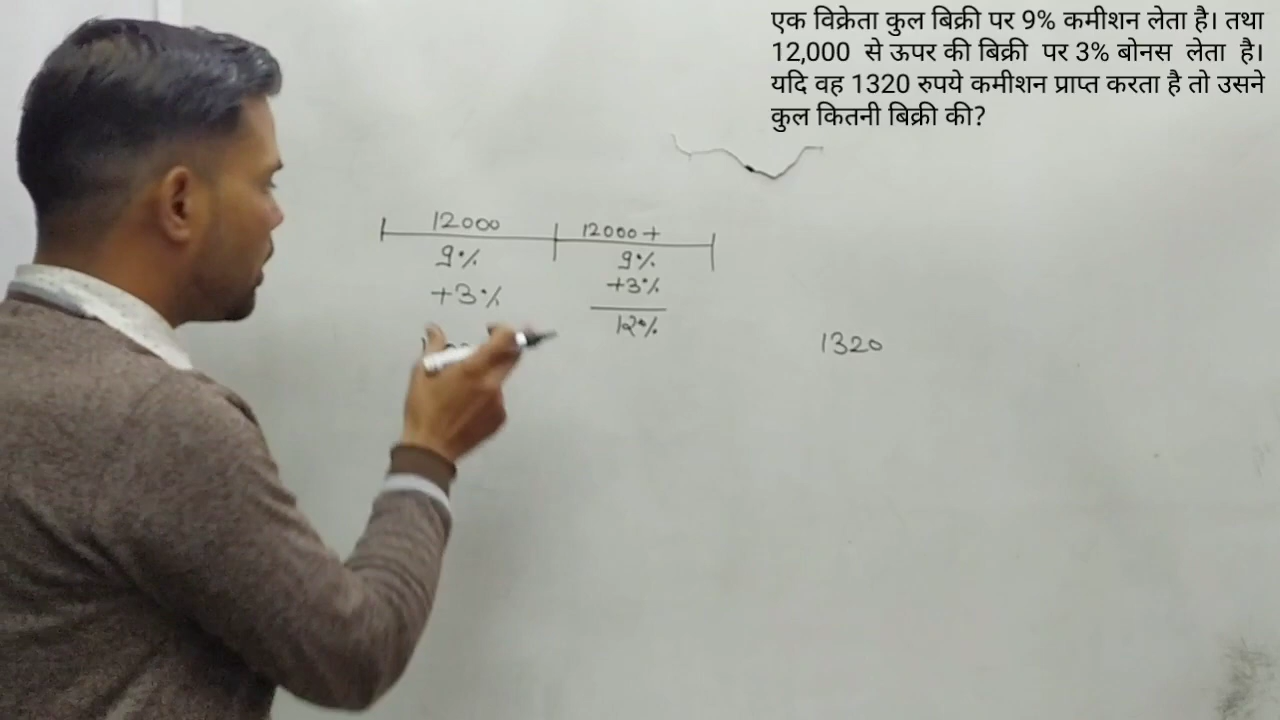 एक विक्रेता कुल बिक्री पर 9% कमीशन लेता है। तथा
12,000 से ऊपर की बिक्री पर 3% बोनस लेता है।
यदि वह 1320 रुपये कमीशन प्राप्त करता है तो उसने
कुल कितनी बिक्री की?
12000 12000+
9% 9%
+3% +3%
12%
1320